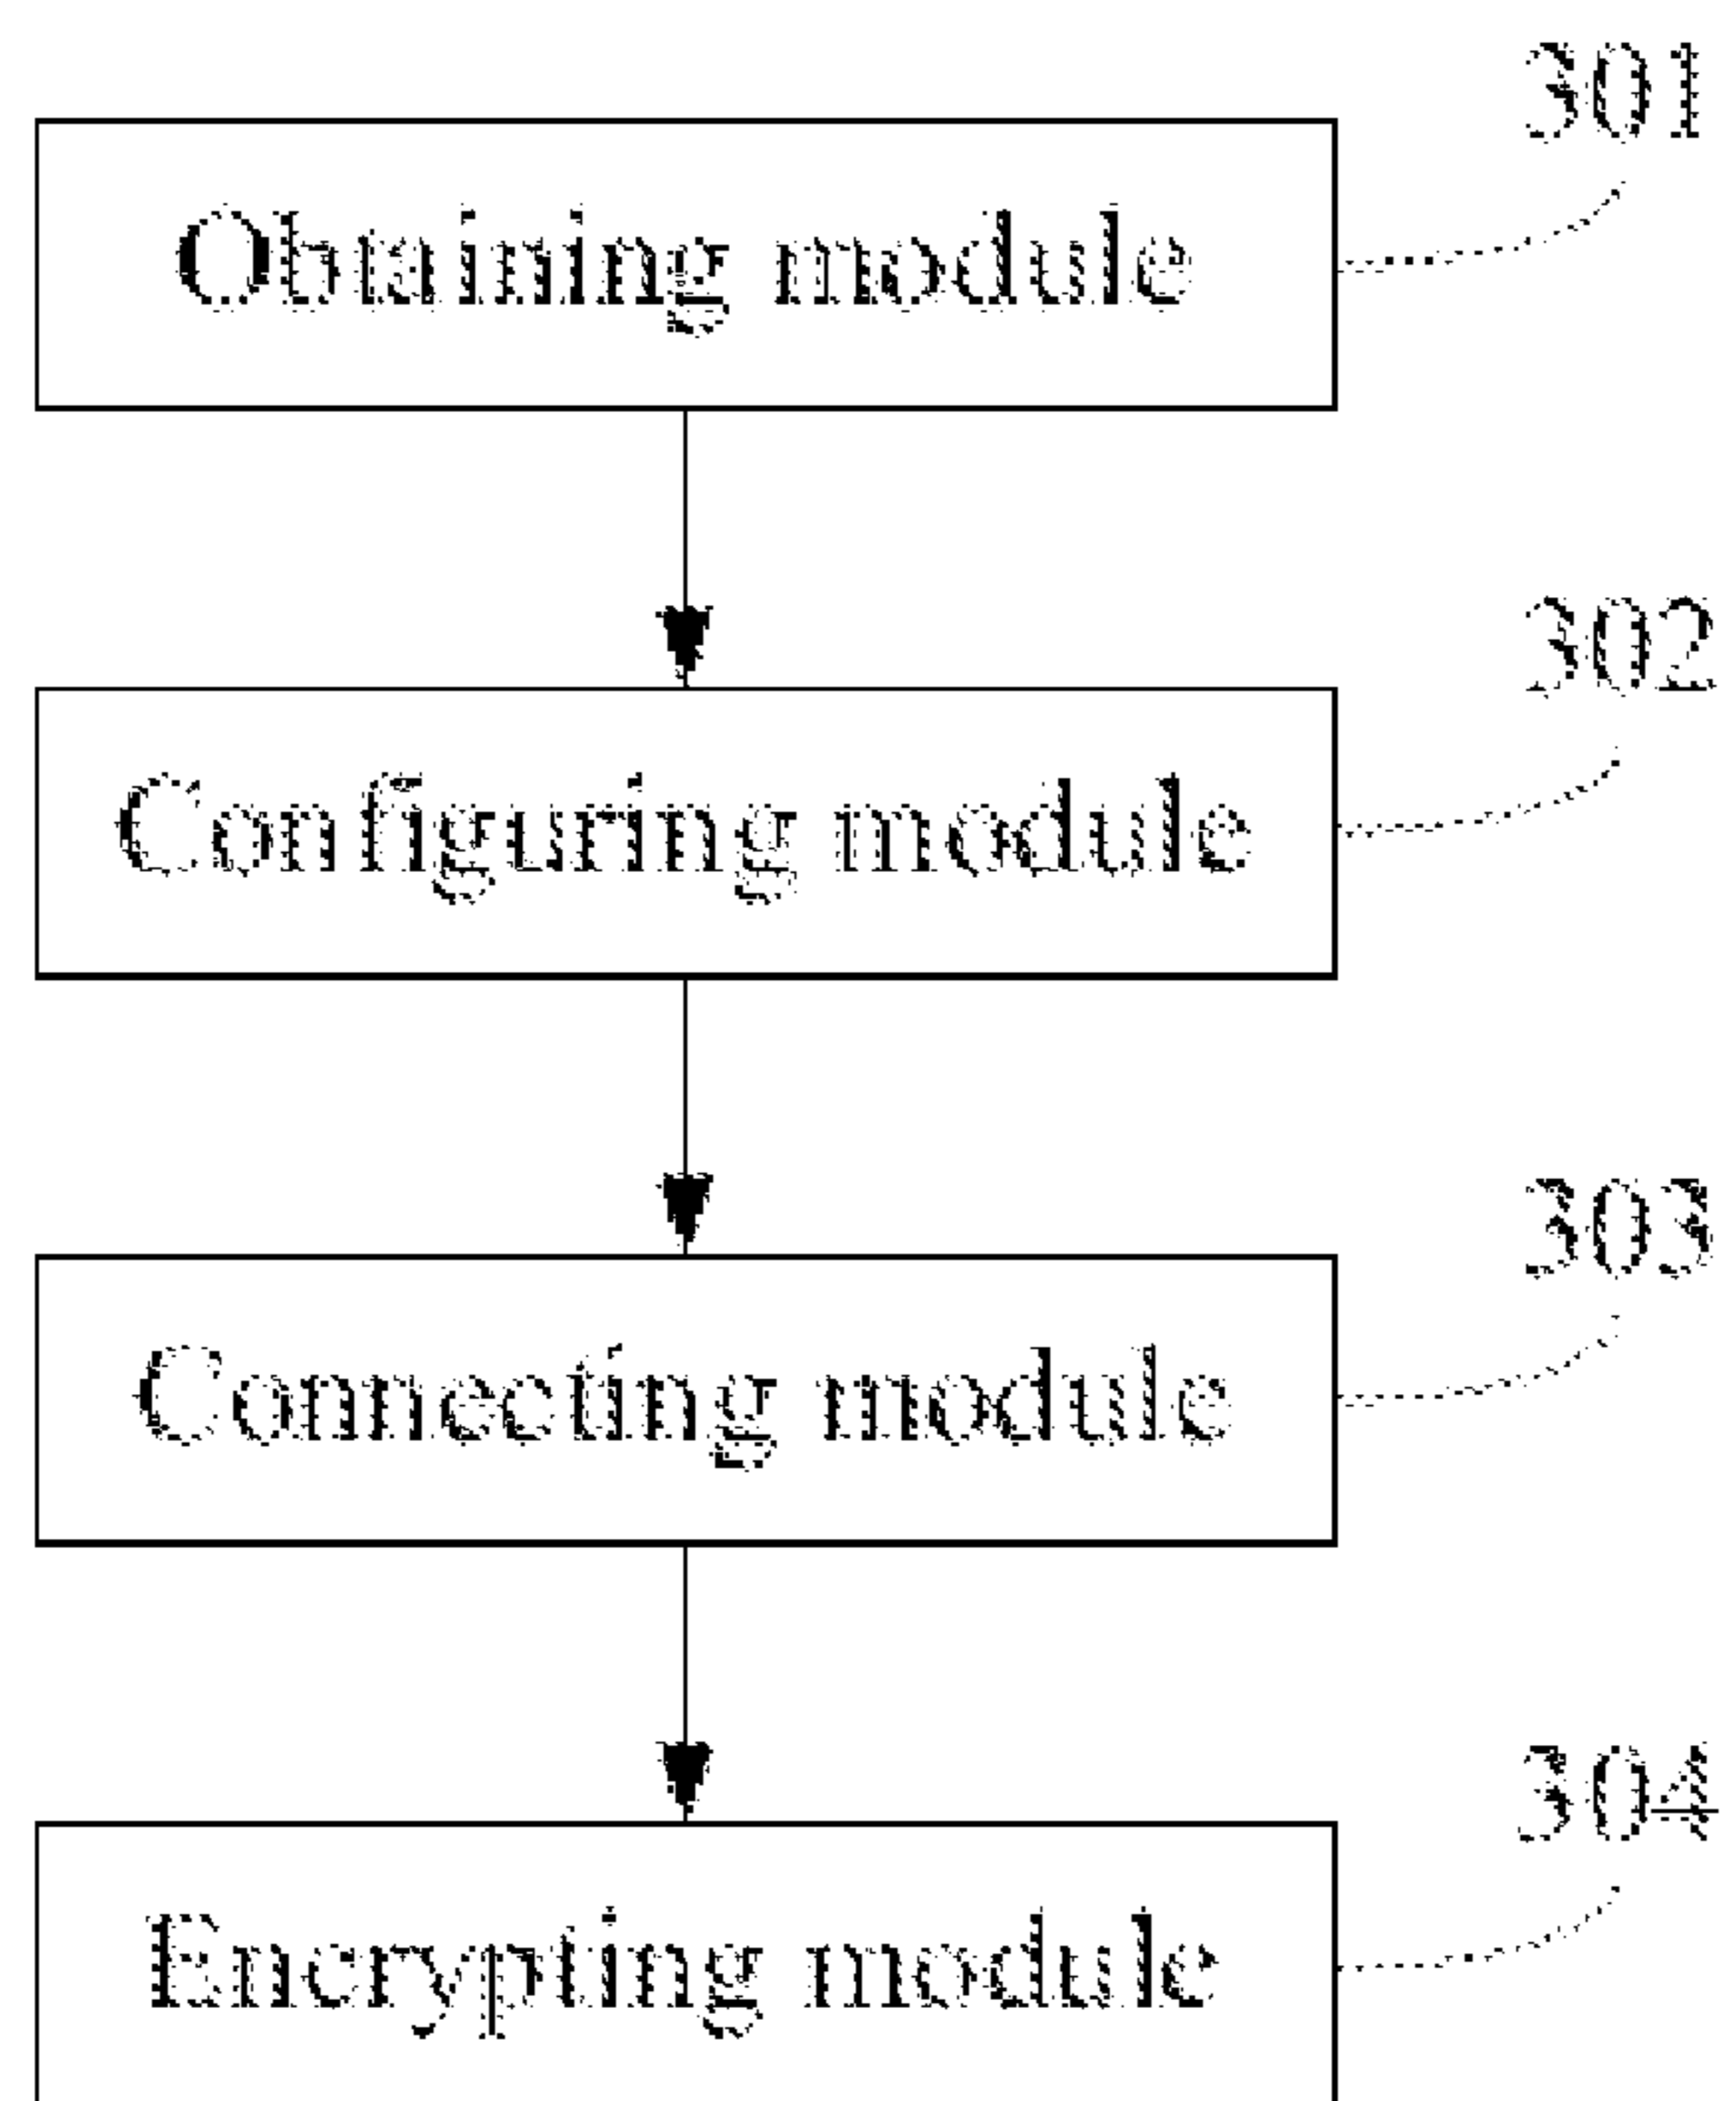 301
Obtaining module
302
Configuring module
303
Connecting module
304
Encrypting module